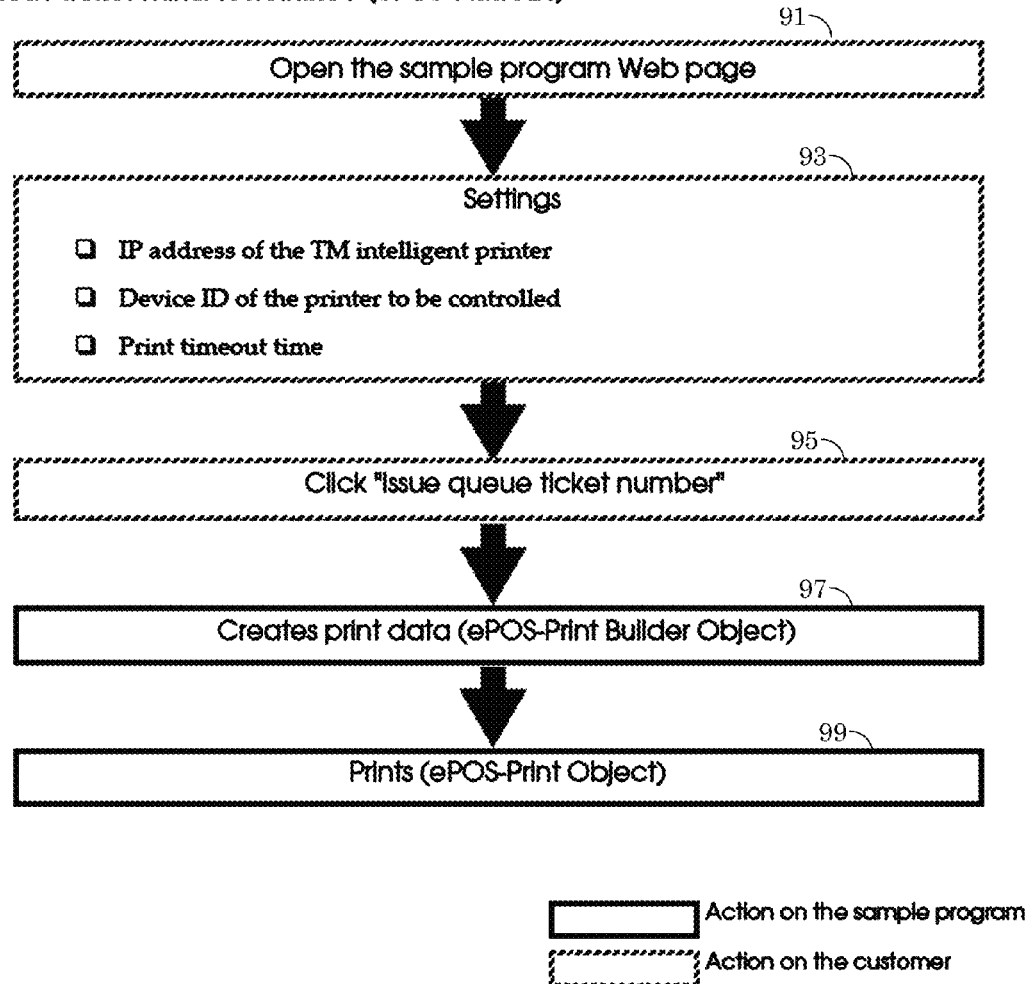 91
Open the sample program Web page
93
Settings
❏ IP address of the TM intelligent printer
❏ Device ID of the printer to be controlled
❏ Print timeout time
95
Click "Issue queue ticket number"
97
Creates print data (ePOS-Print Builder Object)
99
Prints (ePOS-Print Object)
Action on the sample program
Action on the customer